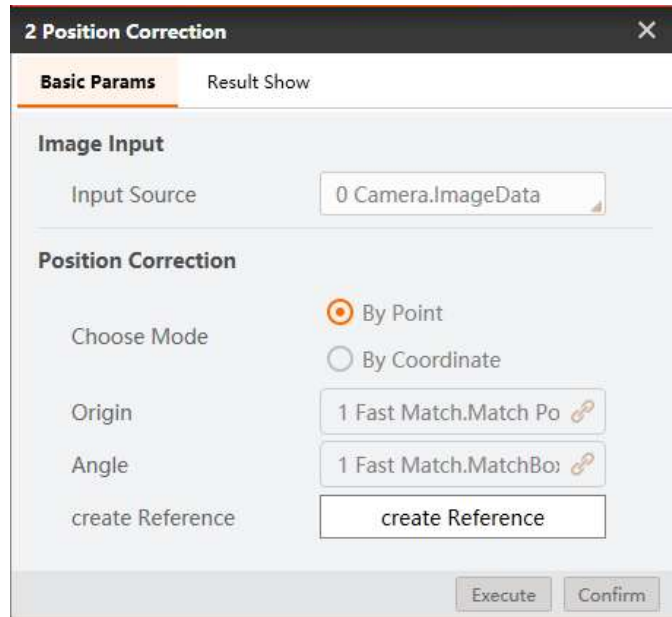 2 Position Correction
Basic Params Result Show
Image Input
Input Source 0 Camera.ImageData
Position Correction
Choose Mode
By Point
By Coordinate
Origin 1 Fast Match.Match Po
Angle 1 Fast Match.MatchBo
create Reference create Reference
Execute Confirm